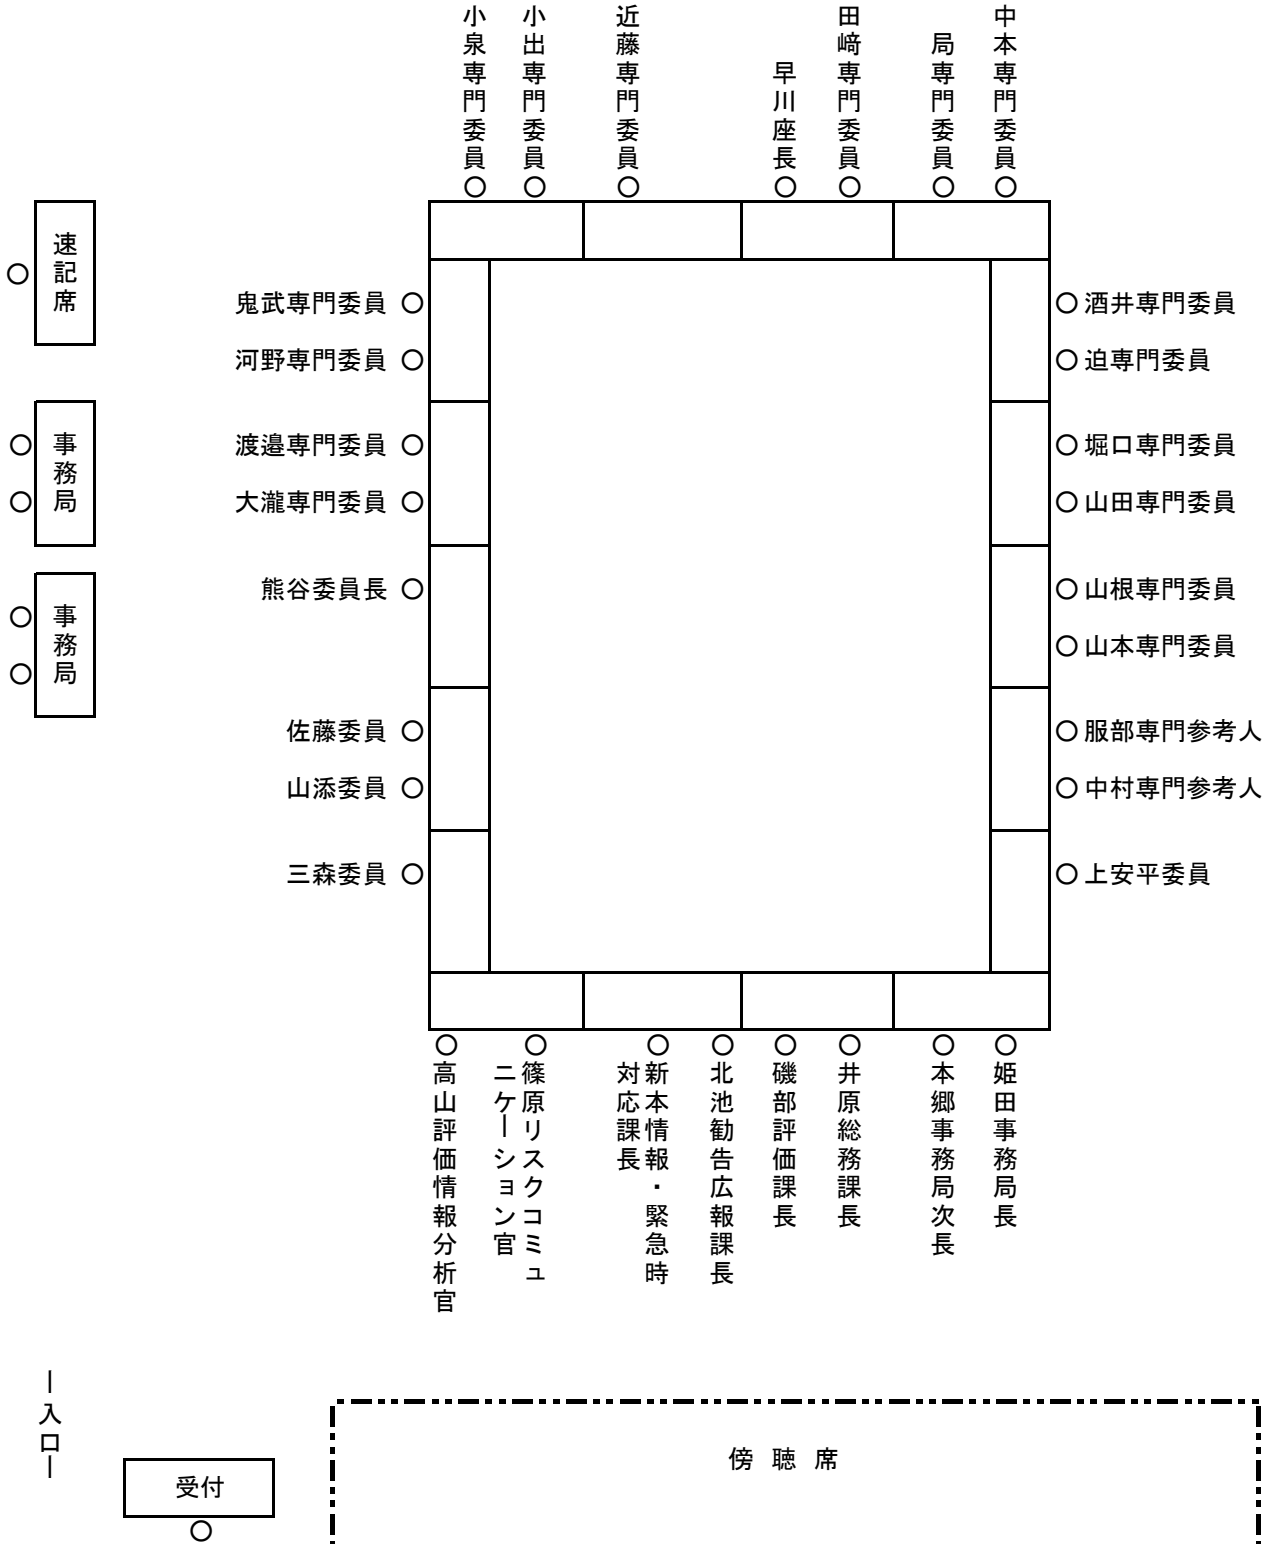 小泉専門委員
小出専門委員
近藤専門委員
早川座長
田﨑専門委員
局専門委員
中本専門委員
速記席
事務局
事務局
鬼武専門委員
河野専門委員
渡邉専門委員
大瀧専門委員
熊谷委員長
佐藤委員
山添委員
三森委員
酒井専門委員
迫専門委員
堀口専門委員
山田専門委員
山根専門委員
山本専門委員
服部専門参考人
中村専門参考人
上安平委員
高山評価情報分析官
篠原リスクコミュ
ニケーション官
新本情報・緊急時
対応課長
北池勧告広報課長
磯部評価課長
井原総務課長
本郷事務局次長
姫田事務局長
ー入口ー
受付
傍聴席